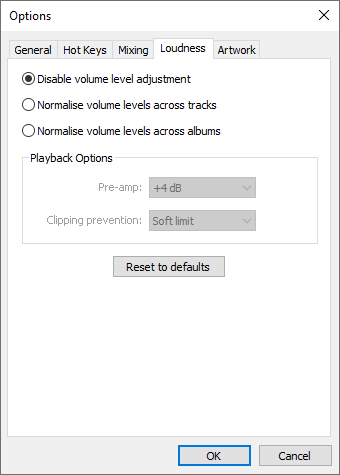 Options
General Hot Keys Mixing Loudness Artwork
Disable volume level adjustment
Normalise volume levels across tracks
Normalise volume levels across albums
Playback Options
Pre-amp: +4 dB
Clipping prevention: Soft limit
Reset to defaults
OK Cancel